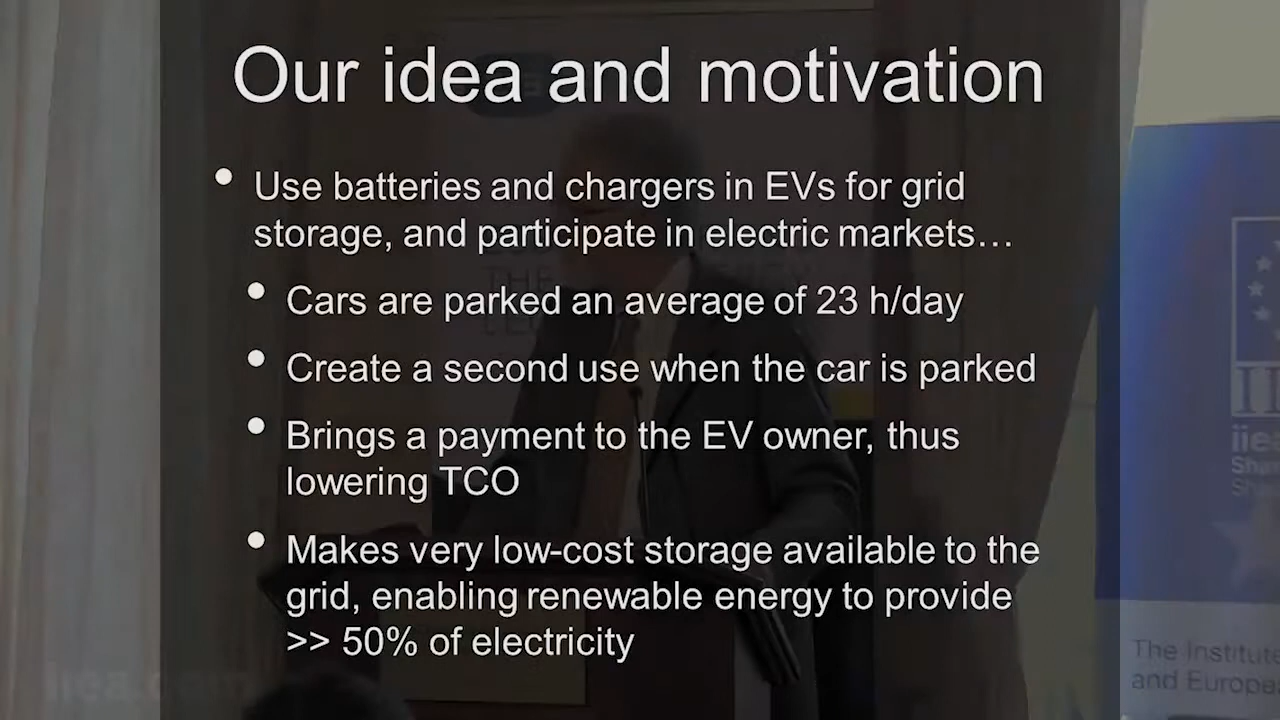 Our idea and motivation
• Use batteries and chargers in EVs for grid
storage, and participate in electric markets…
• Cars are parked an average of 23 h/day
• Create a second use when the car is parked
• Brings a payment to the EV owner, thus
lowering TCO
• Makes very low-cost storage available to the
grid, enabling renewable energy to provide
>> 50% of electricity
The Institute
and Europea